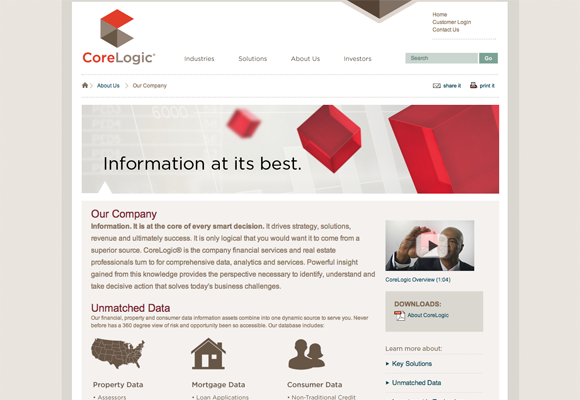 Home
Customer Login
Contact Us
CoreLogic®
Industries
Solutions
About Us
Investors
Search
Go
About Us
Our Company
share it
print it
Information at its best.
Our Company
Information. It is at the core of every smart decision. It drives strategy, solutions,
revenue and ultimately success. It is only logical that you would want it to come from a
superior source. CoreLogic® is the company financial services and real estate
professionals turn to for comprehensive data, analytics and services. Powerful insight
gained from this knowledge provides the perspective necessary to identify, understand and
take decisive action that solves today's business challenges.
CoreLogic Overview (1:04)
DOWNLOADS:
About CoreLogic
Unmatched Data
Our financial, property and consumer data information assets combine into one dynamic source to serve you. Never
before has a 360 degree view of risk and opportunity been so accessible. Our database includes:
Property Data
• Assessors
Mortgage Data
• Loan Applications
Consumer Data
• Non-Traditional Credit
Learn more about:
Key Solutions
Unmatched Data